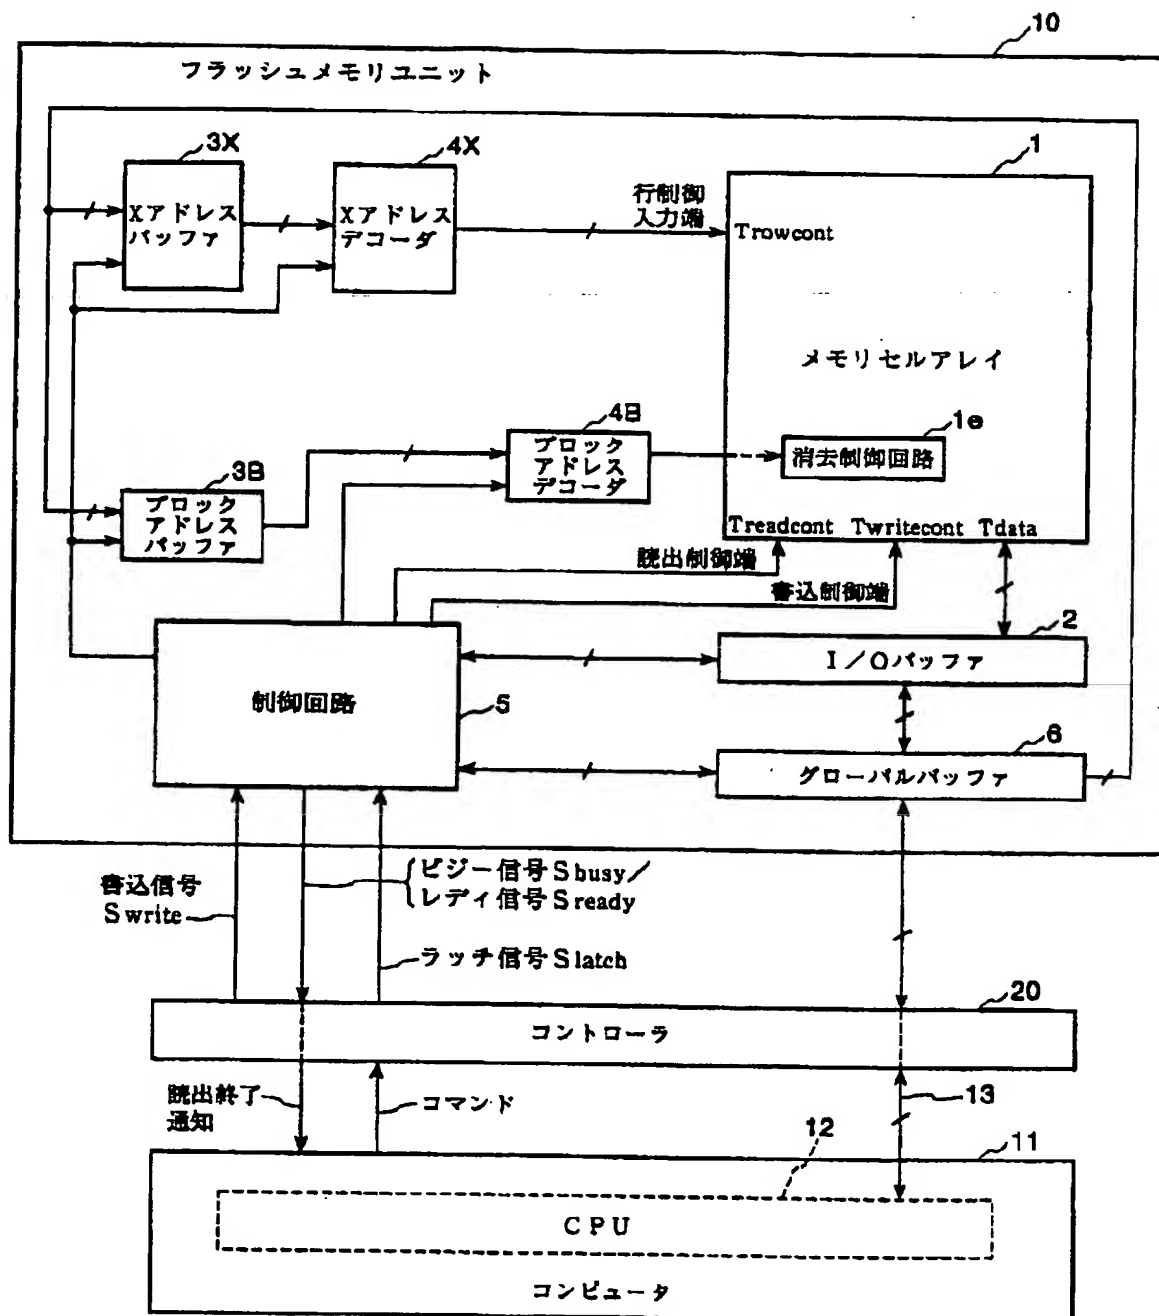 10
フラッシュメモリユニット
3X
4X
1
Xアドレス
バッファ
Xアドレス
デコーダ
行制御
入力端
Trowcont
メモリセルアレイ
4B
1e
ブロック
アドレス
デコーダ
消去制御回路
3B
ブロック
アドレス
バッファ
Treadcont Twritecont Tdata
読出制御端
書込制御端
2
I/Oバッファ
制御回路
5
6
グローバルバッファ
書込信号
Swrite
ビジー信号Sbusy/
レディ信号Sready
ラッチ信号Slatch
20
コントローラ
読出終了
通知
コマンド
13
12
11
CPU
コンピュータ